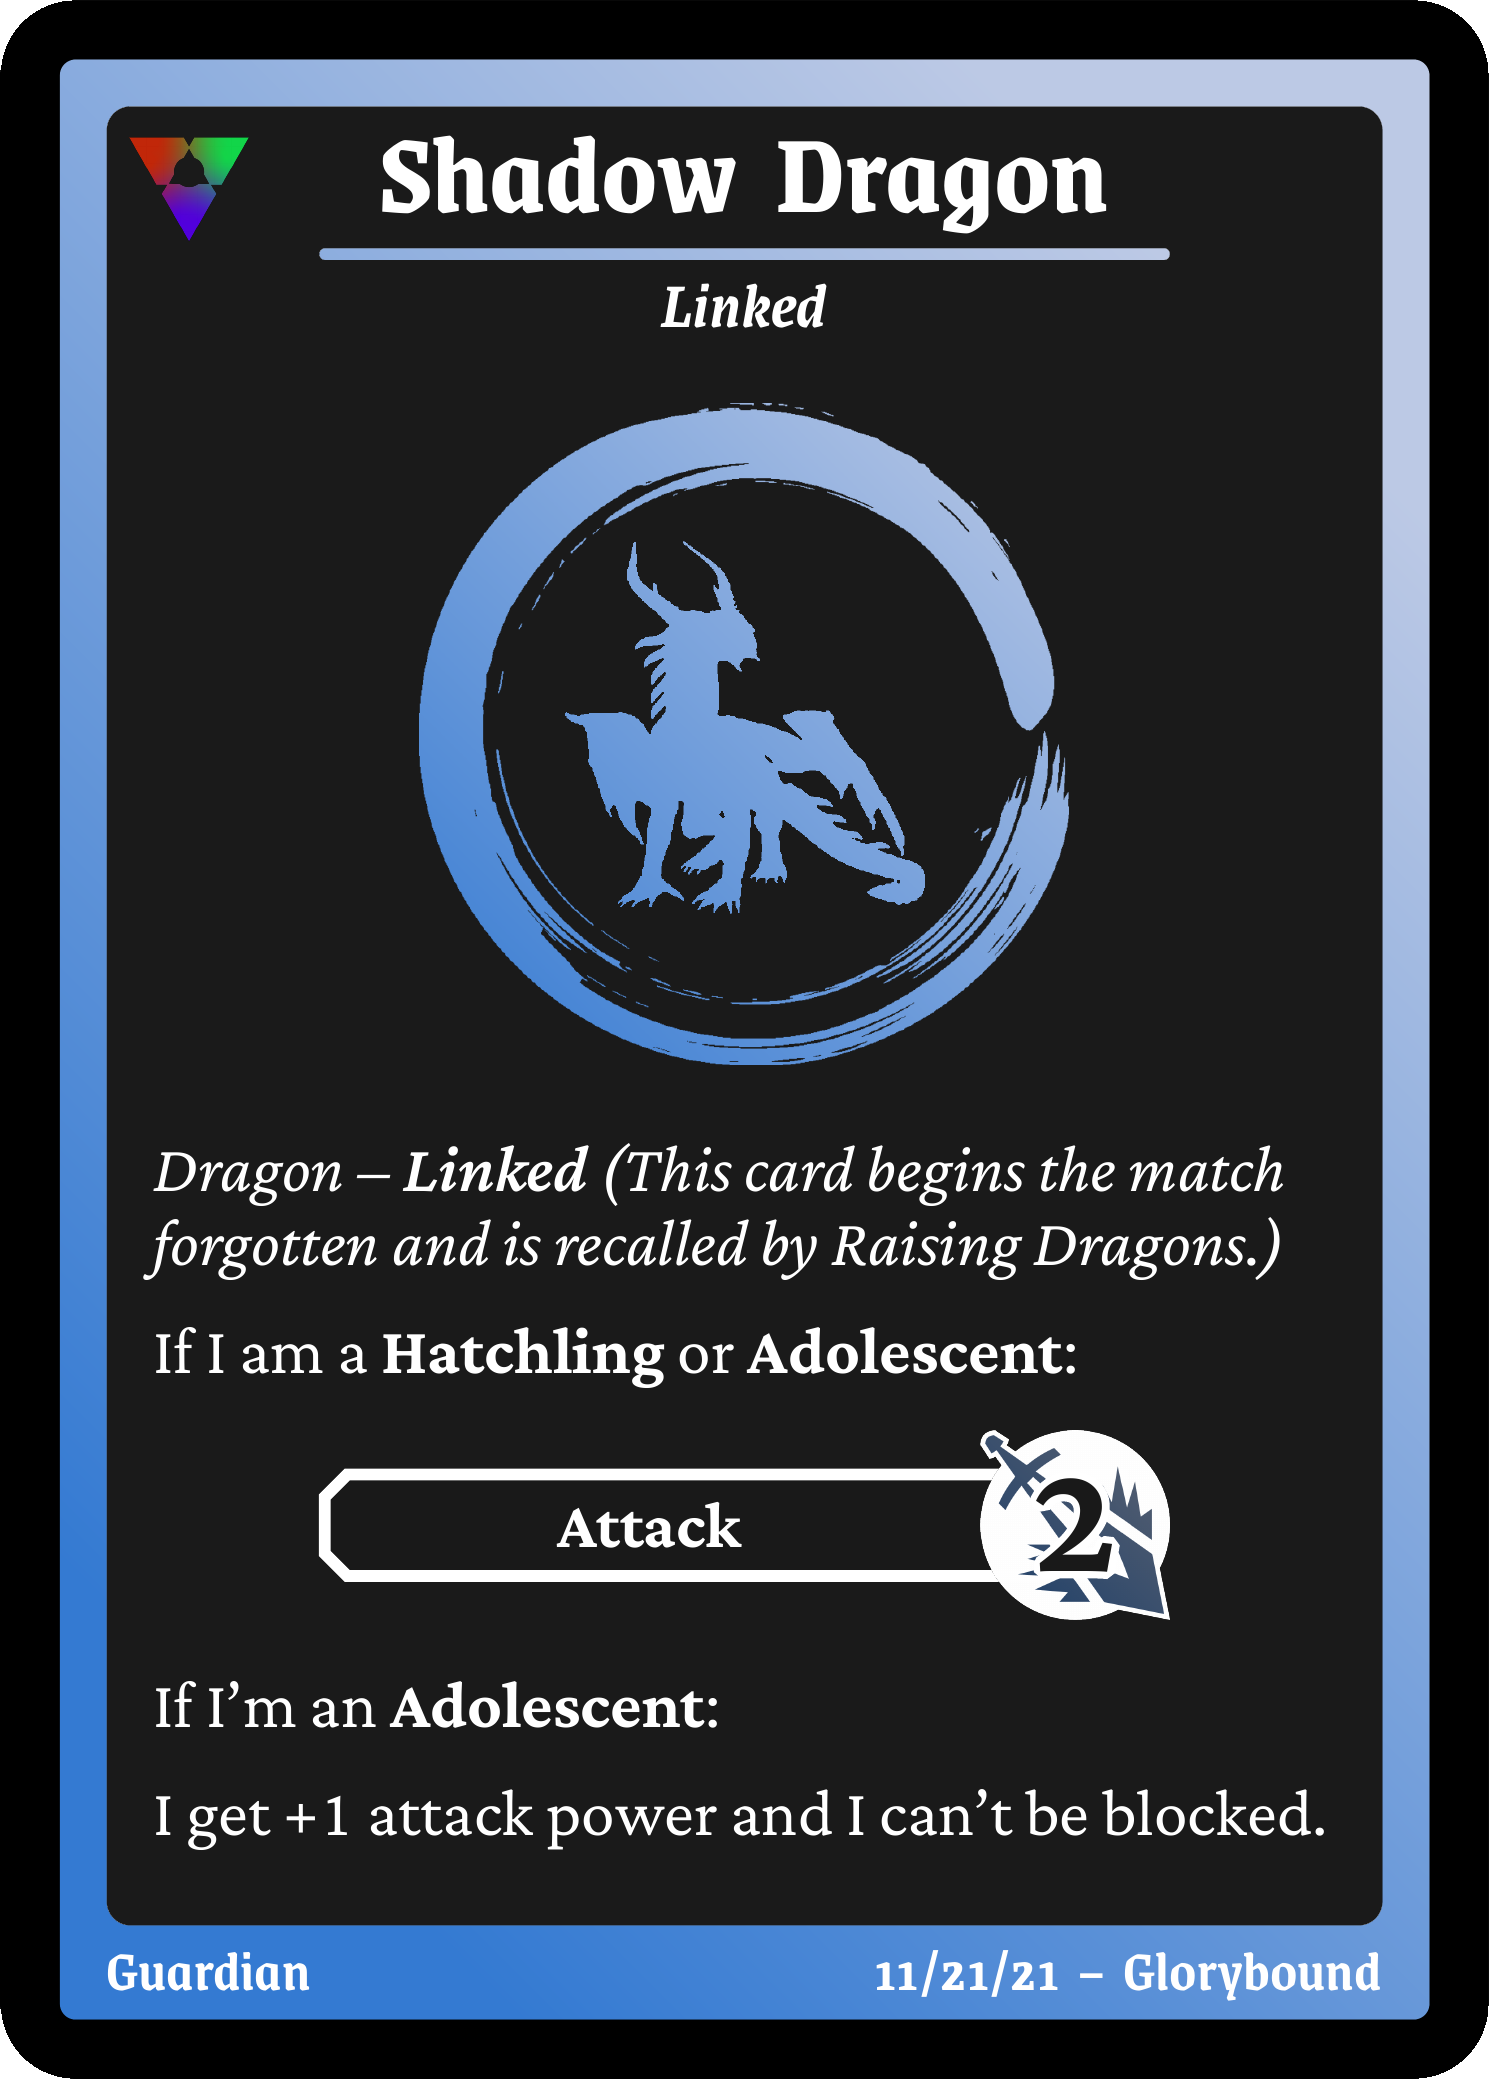 Shadow Dragon
Linked
Dragon – Linked (This card begins the match
forgotten and is recalled by Raising Dragons.)
If I am a Hatchling or Adolescent:
Attack
2
If I’m an Adolescent:
I get +1 attack power and I can’t be blocked.
Guardian
11/21/21 – Glorybound